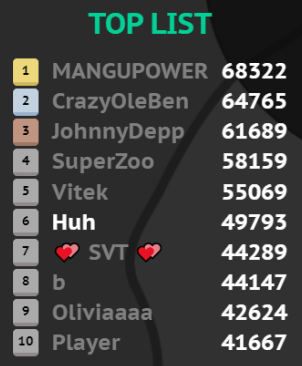 TOP LIST
1 MANGUPOWER 68322
2 CrazyOleBen 64765
3 JohnnyDepp 61689
4 SuperZoo 58159
5 Vitek 55069
6 Huh 49793
7 💕 SVT 💕 44289
8 b 44147
9 Oliviaaaa 42624
10 Player 41667